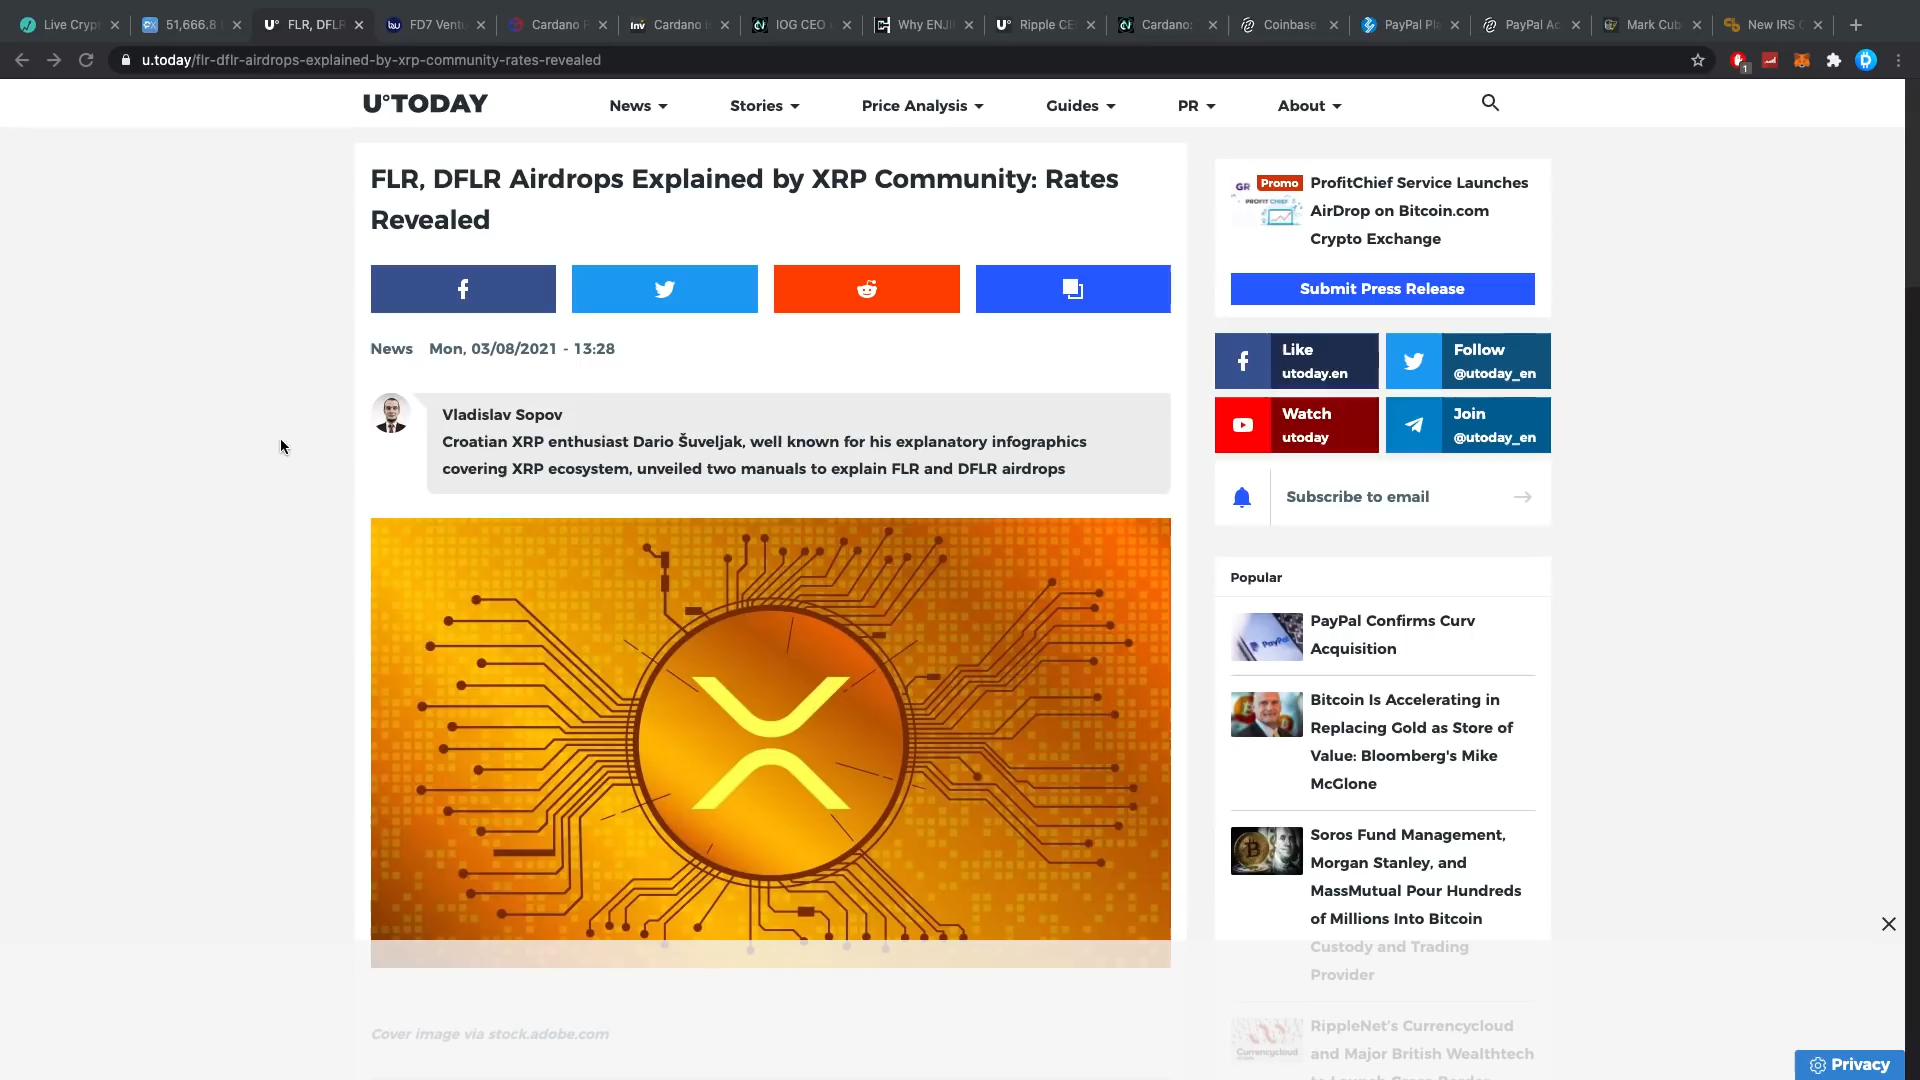 Live Crypt
51,666.8
FLR, DFLR
FD7 Ventu
Cardano F
Cardano
IOG CEO
Why ENJI
Ripple CE
Cardano:
Coinbase
PayPal Pl
PayPal Ac
Mark Cub
New IRS
u.today/flr-dflr-airdrops-explained-by-xrp-community-rates-revealed
U°TODAY
News
Stories
Price Analysis
Guides
PR
About
FLR, DFLR Airdrops Explained by XRP Community: Rates
Revealed
News Mon, 03/08/2021 - 13:28
Vladislav Sopov
Croatian XRP enthusiast Dario Šuveljak, well known for his explanatory infographics
covering XRP ecosystem, unveiled two manuals to explain FLR and DFLR airdrops
Cover image via stock.adobe.com
Promo
PROFIT CHIEF
ProfitChief Service Launches
AirDrop on Bitcoin.com
Crypto Exchange
Submit Press Release
Like
utoday.en
Follow
@utoday_en
Watch
utoday
Join
@utoday_en
Subscribe to email
Popular
PayPal
PayPal Confirms Curv
Acquisition
Bitcoin Is Accelerating in
Replacing Gold as Store of
Value: Bloomberg's Mike
McGlone
Soros Fund Management,
Morgan Stanley, and
MassMutual Pour Hundreds
of Millions Into Bitcoin
Custody and Trading
Provider
Currencycloud
RippleNet's Currencycloud
and Major British Wealthtech
Privacy